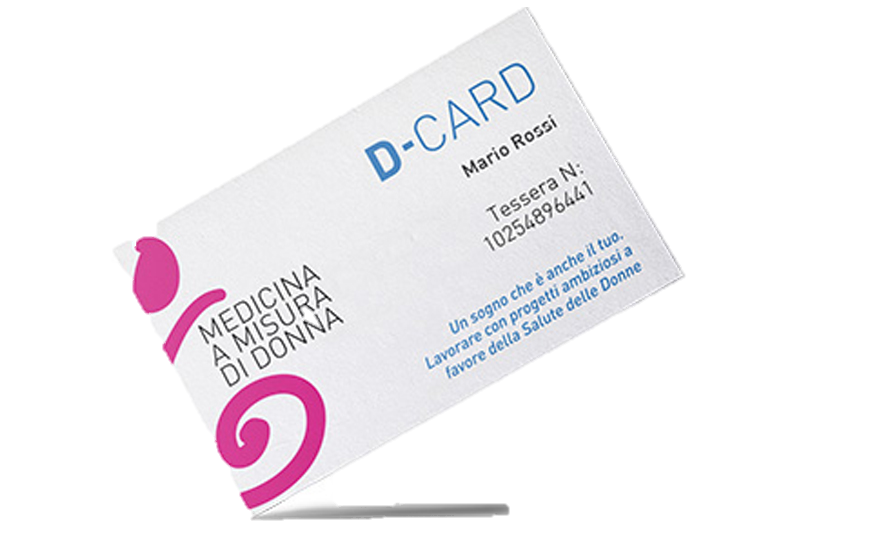 D-CARD
Mario Rossi
Tessera N:
10254896441
Un sogno che è anche il tuo.
Lavorare con progetti ambiziosi a
favore della Salute delle Donne
MEDICINA
A MISURA
DI DONNA